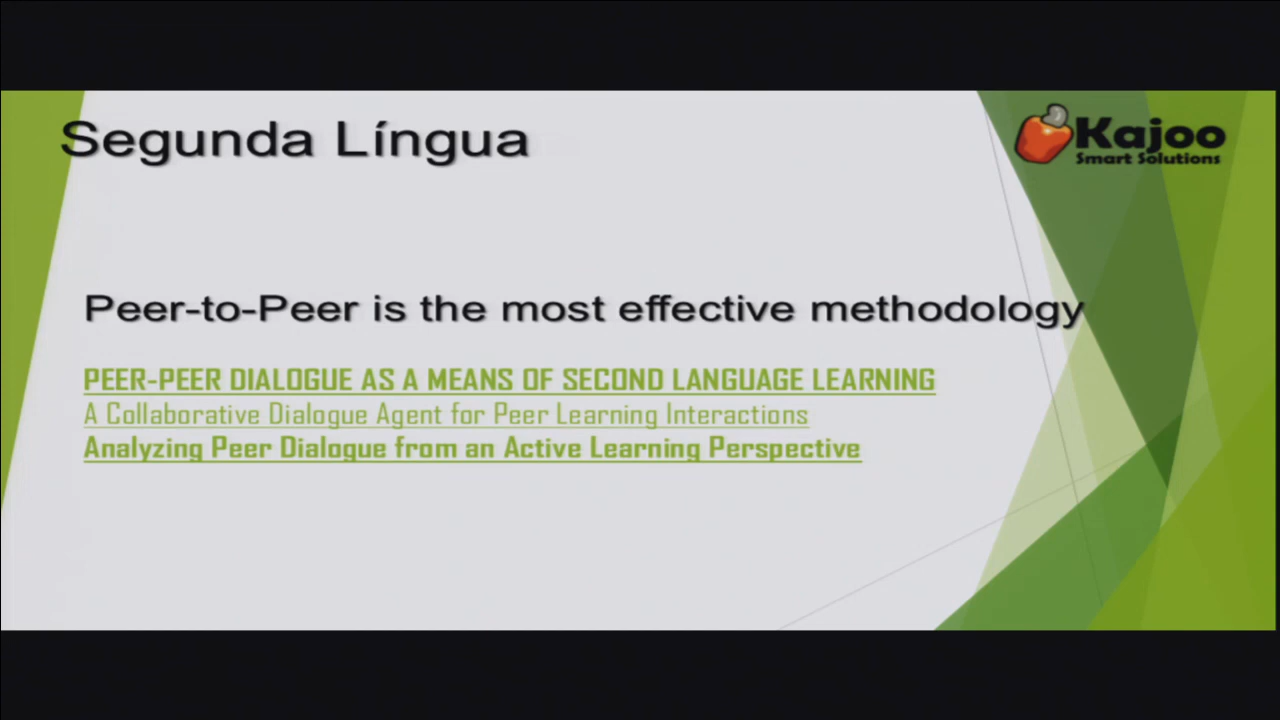 Segunda Língua
Kajoo
Smart Solutions
Peer-to-Peer is the most effective methodology
PEER-PEER DIALOGUE AS A MEANS OF SECOND LANGUAGE LEARNING
A Collaborative Dialogue Agent for Peer Learning Interactions
Analyzing Peer Dialogue from an Active Learning Perspective